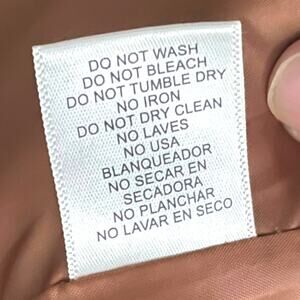 DO NOT WASH
DO NOT BLEACH
DO NOT TUMBLE DRY
NO IRON
DO NOT DRY CLEAN
NO LAVES
NO USA
BLANQUEADOR
NO SECAR EN
SECADORA
NO PLANCHAR
NO LAVAR EN SECO